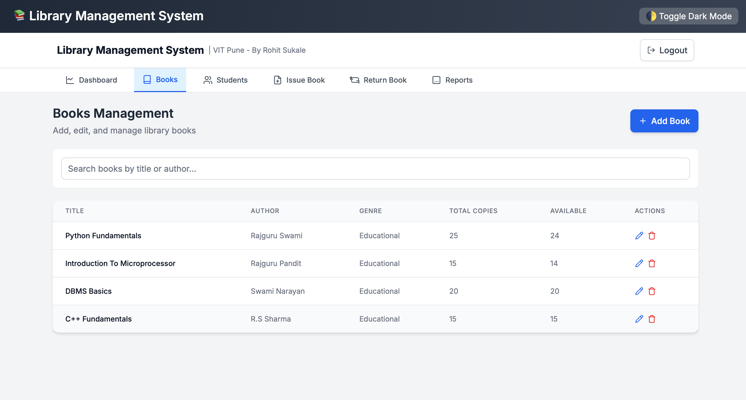 📚 Library Management System
🌓 Toggle Dark Mode
Library Management System | VIT Pune - By Rohit Sukale
Logout
Dashboard Books Students Issue Book Return Book Reports
Books Management
Add, edit, and manage library books
+ Add Book
Search books by title or author...
TITLE AUTHOR GENRE TOTAL COPIES AVAILABLE ACTIONS
Python Fundamentals Rajguru Swami Educational 25 24
Introduction To Microprocessor Rajguru Pandit Educational 15 14
DBMS Basics Swami Narayan Educational 20 20
C++ Fundamentals R.S Sharma Educational 15 15